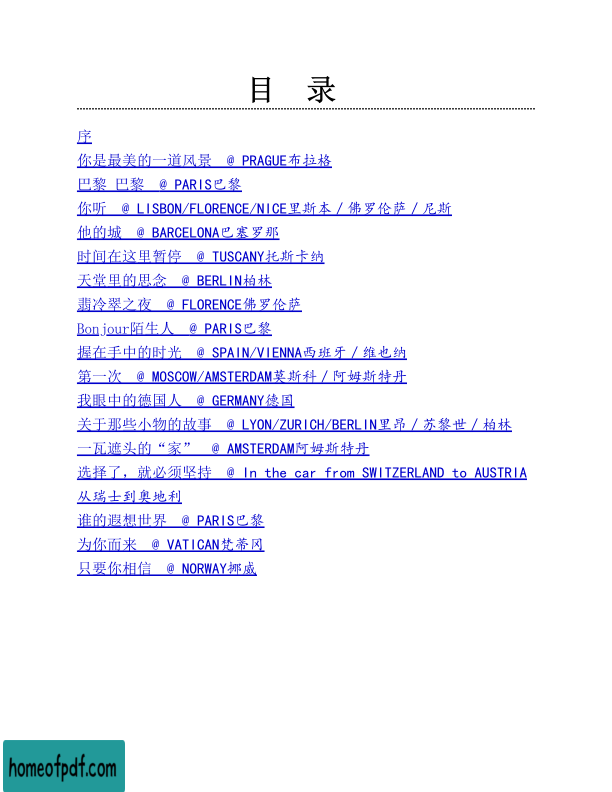 目 录
序
你是最美的一道风景 @ PRAGUE布拉格
巴黎 巴黎 @ PARIS巴黎
你听 @ LISBON/FLORENCE/NICE里斯本/佛罗伦萨/尼斯
他的城 @ BARCELONA巴塞罗那
时间在这里暂停 @ TUSCANY托斯卡纳
天堂里的思念 @ BERLIN柏林
翡冷翠之夜 @ FLORENCE佛罗伦萨
Bonjour陌生人 @ PARIS巴黎
握在手中的时光 @ SPAIN/VIENNA西班牙/维也纳
第一次 @ MOSCOW/AMSTERDAM莫斯科/阿姆斯特丹
我眼中的德国人 @ GERMANY德国
关于那些小物的故事 @ LYON/ZURICH/BERLIN里昂/苏黎世/柏林
一瓦遮头的“家” @ AMSTERDAM阿姆斯特丹
选择了，就必须坚持 @ In the car from SWITZERLAND to AUSTRIA
从瑞士到奥地利
谁的遐想世界 @ PARIS巴黎
为你而来 @ VATICAN梵蒂冈
只要你相信 @ NORWAY挪威
homeofpdf.com